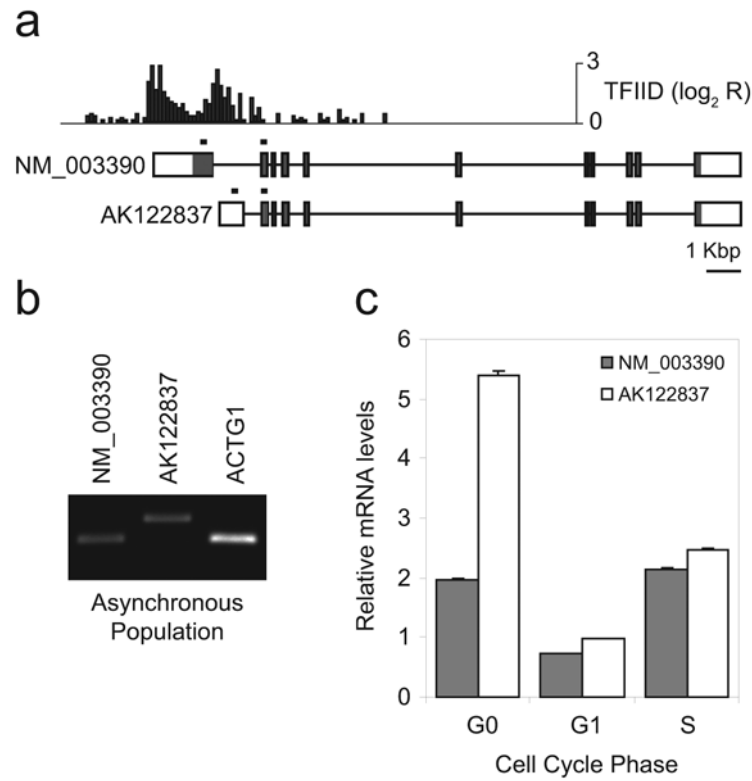 a
3
TFIID (log₂ R)
0
NM_003390
AK122837
1 Kbp
b
NM_003390
AK122837
ACTG1
Asynchronous
Population
c
6
5
4
3
2
1
0
Relative mRNA levels
NM_003390
AK122837
G0
G1
S
Cell Cycle Phase